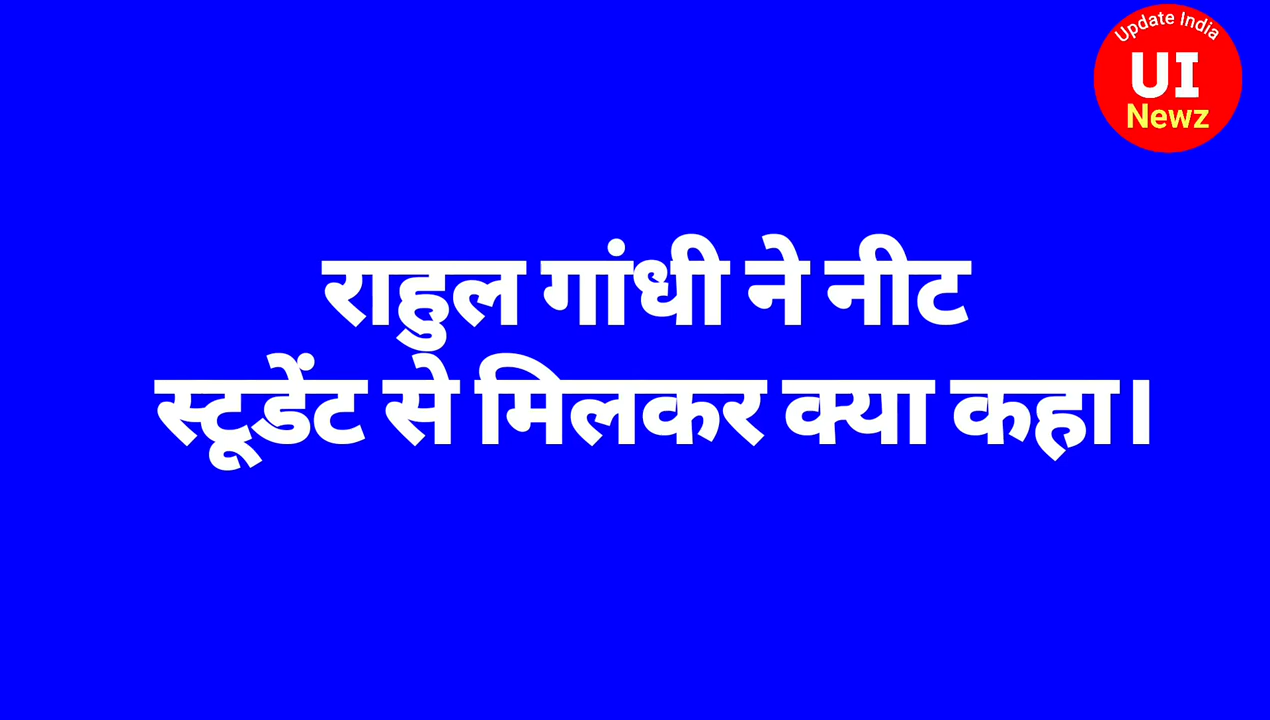 Update India
UI
Newz
राहुल गांधी ने नीट
स्टूडेंट से मिलकर क्या कहा।